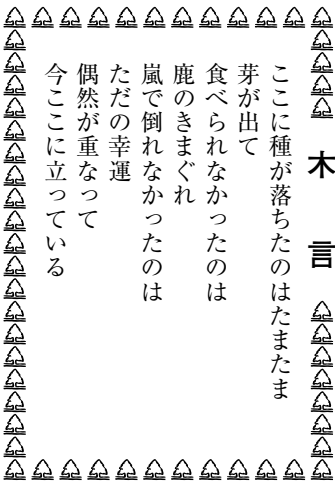 木言
ここに種が落ちたのはたまたま
芽が出て
食べられなかったのは
鹿のきまぐれ
嵐で倒れなかったのは
ただの幸運
偶然が重なって
今ここに立っている